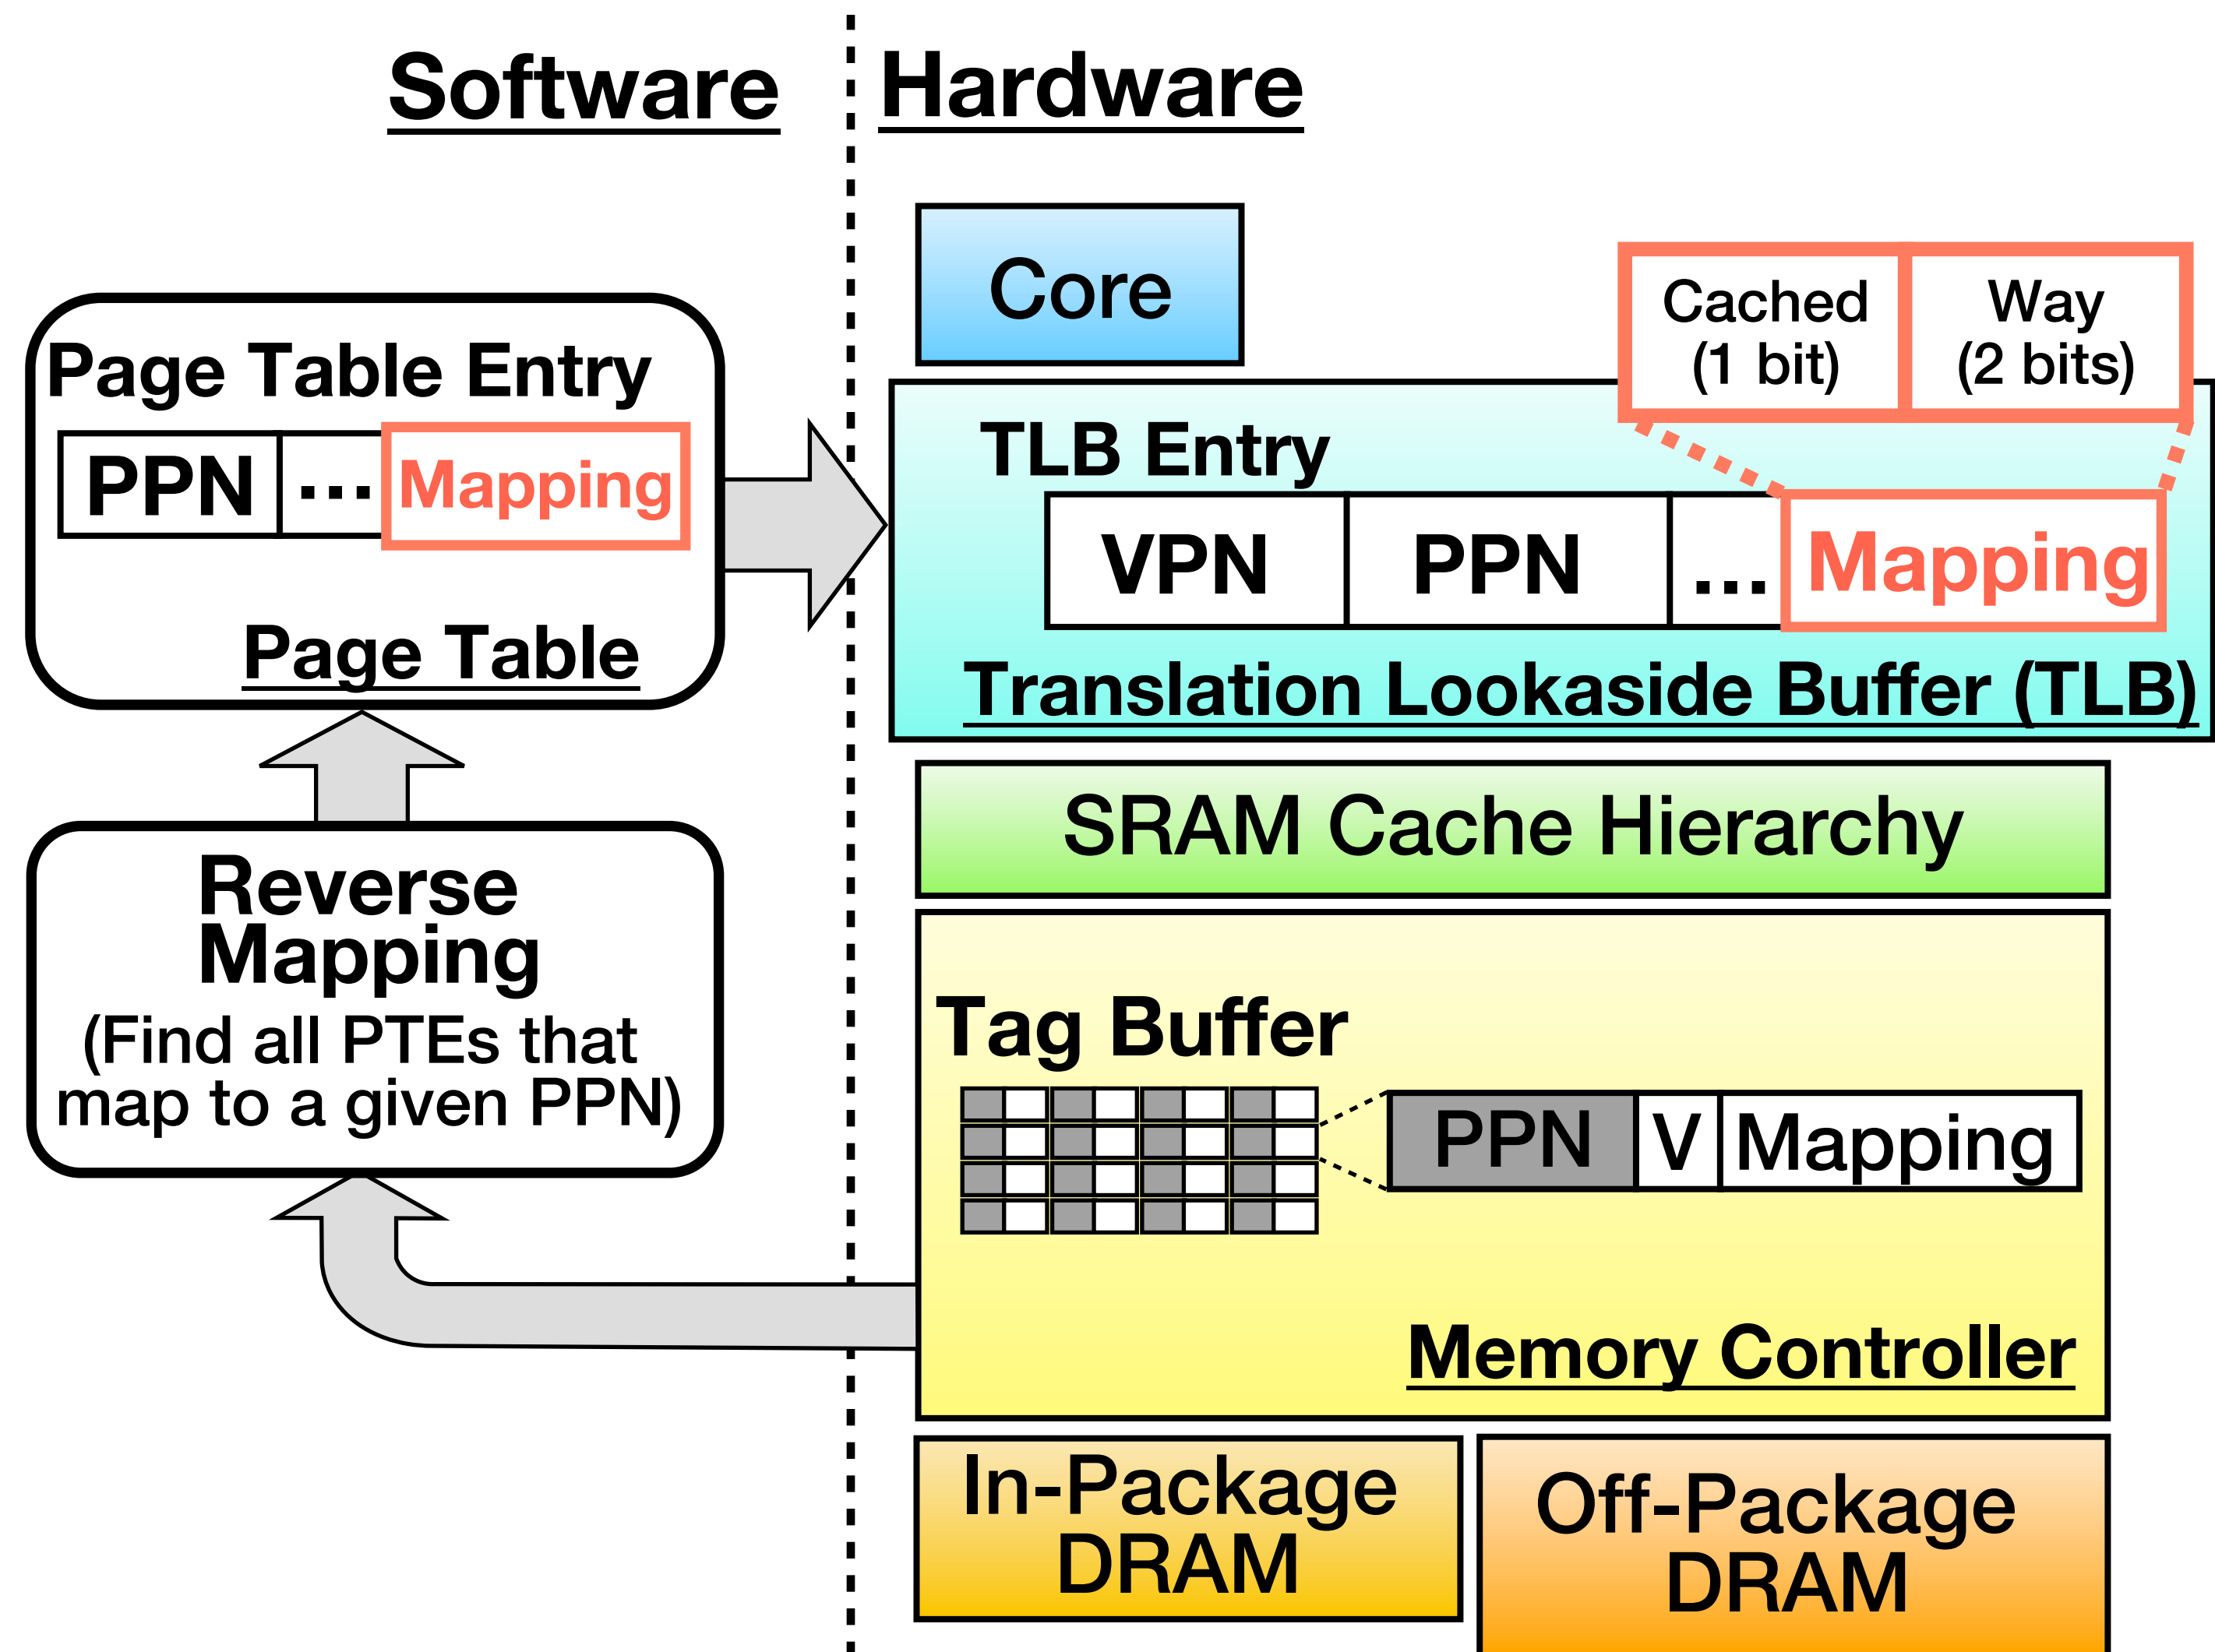 Software
Hardware
Core
Cached
(1 bit)
Way
(2 bits)
Page Table Entry
PPN
...
Mapping
Page Table
TLB Entry
VPN
PPN
...
Mapping
Translation Lookaside Buffer (TLB)
SRAM Cache Hierarchy
Reverse
Mapping
(Find all PTEs that
map to a given PPN)
Tag Buffer
PPN
V
Mapping
Memory Controller
In-Package
DRAM
Off-Package
DRAM